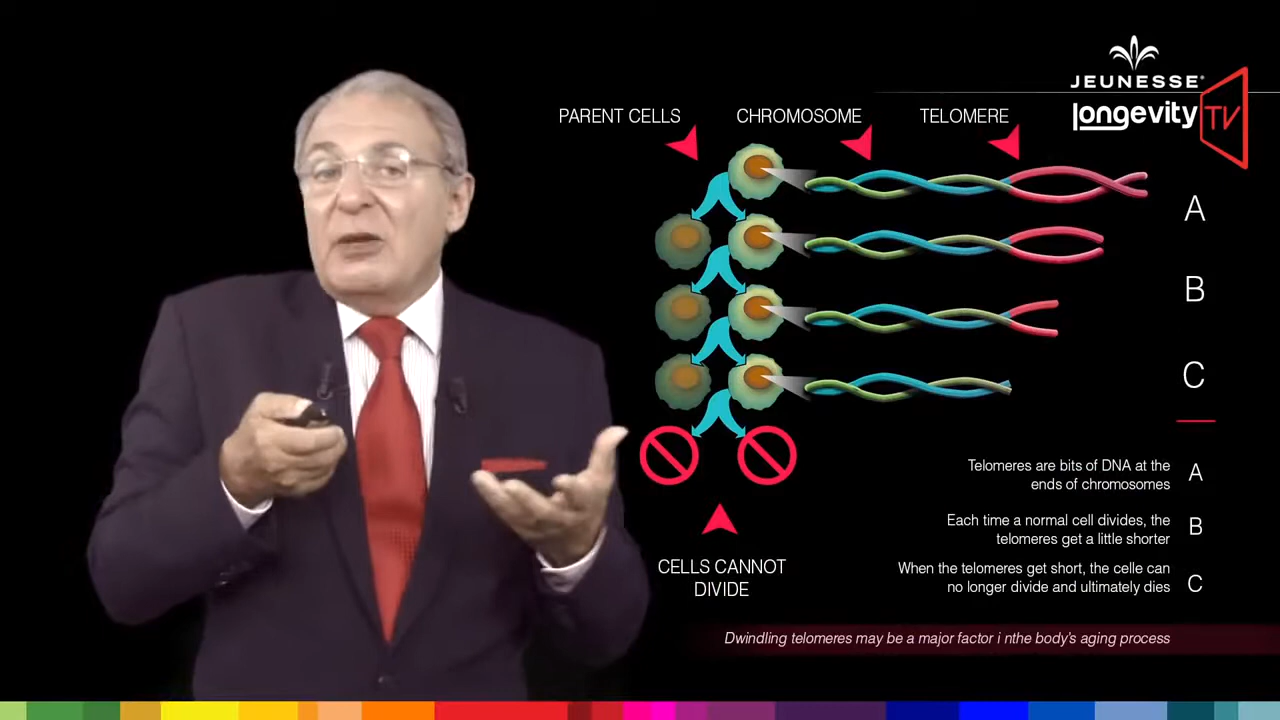 JEUNESSE
longevity TV
PARENT CELLS
CHROMOSOME
TELOMERE
A
B
C
CELLS CANNOT
DIVIDE
Telomeres are bits of DNA at the
ends of chromosomes
A
Each time a normal cell divides, the
telomeres get a little shorter
B
When the telomeres get short, the celle can
no longer divide and ultimately dies
C
Dwindling telomeres may be a major factor i nthe body's aging process